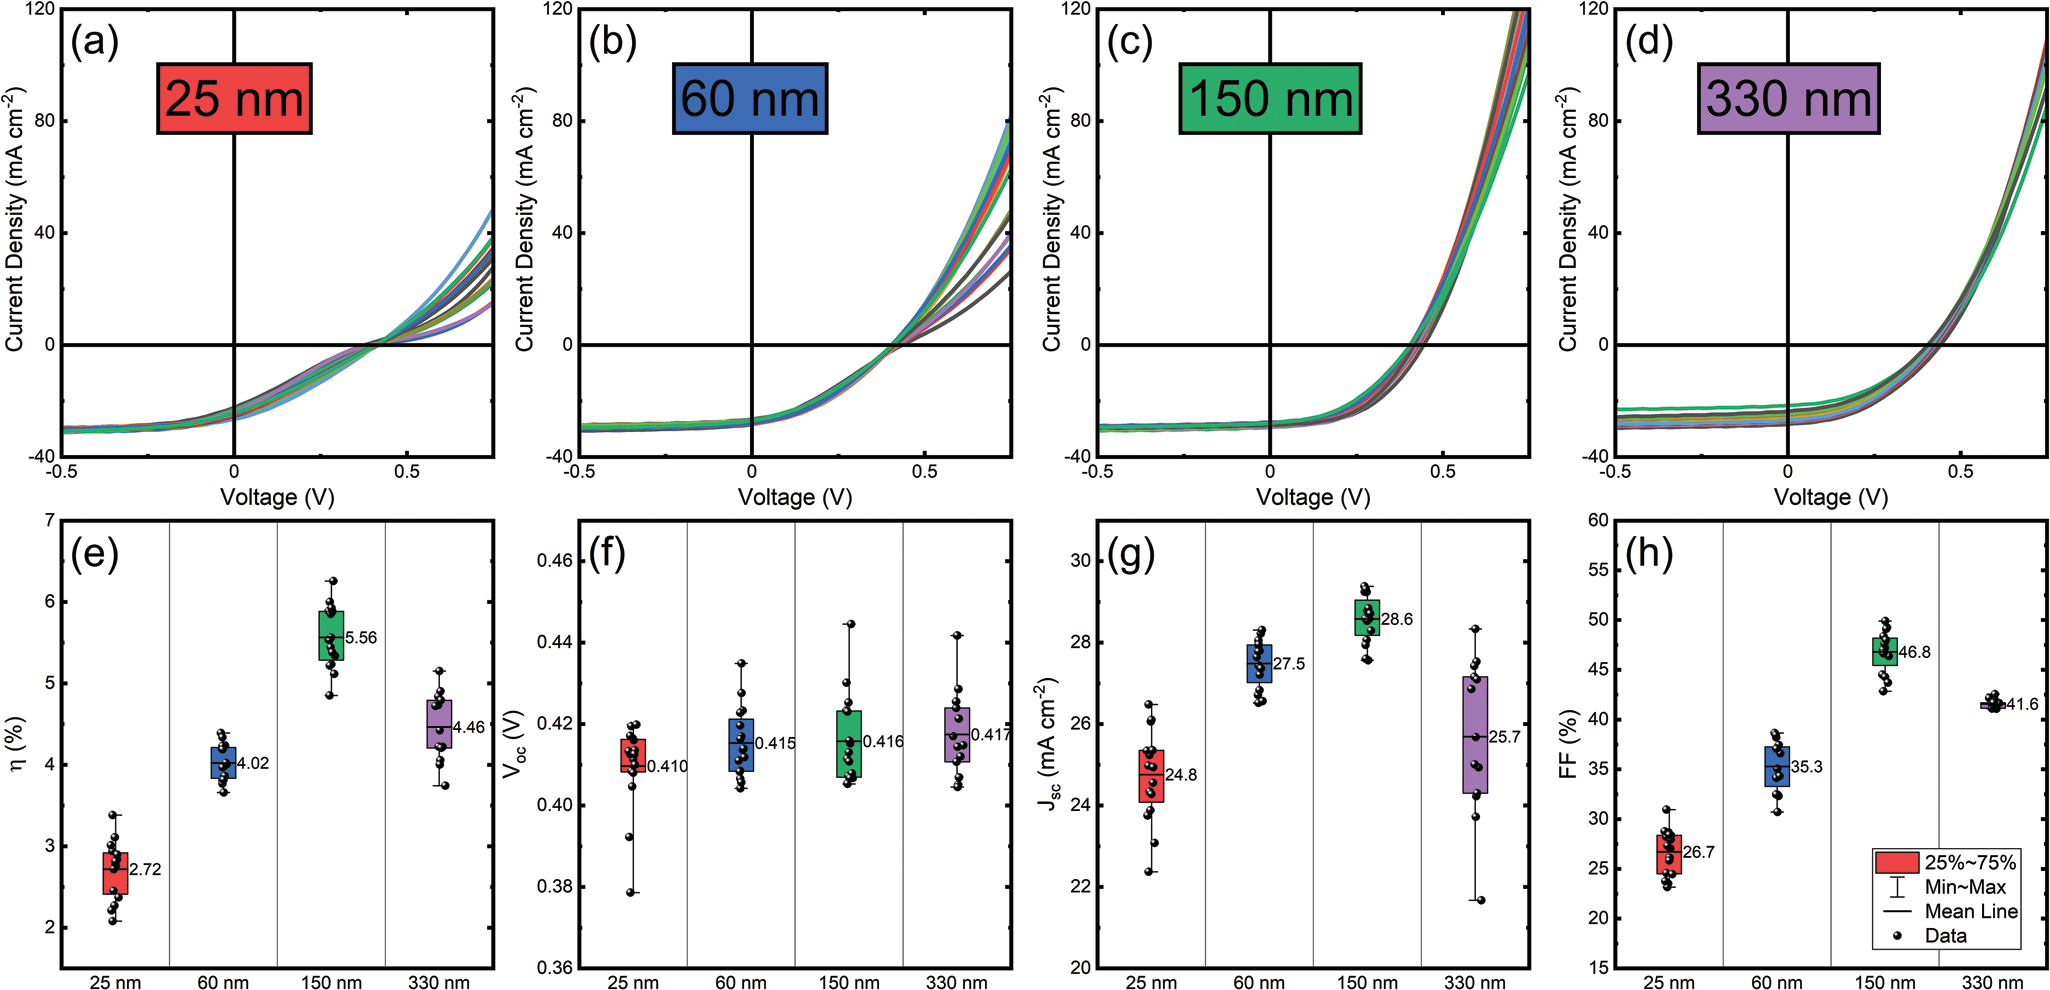 (a)
25 nm
120
80
40
0
-40
-0.5
0
0.5
Current Density (mA cm-2)
Voltage (V)
(b)
60 nm
120
80
40
0
-40
-0.5
0
0.5
Current Density (mA cm-2)
Voltage (V)
(c)
150 nm
120
80
40
0
-40
-0.5
0
0.5
Current Density (mA cm-2)
Voltage (V)
(d)
330 nm
120
80
40
0
-40
-0.5
0
0.5
Current Density (mA cm-2)
Voltage (V)
(e)
7
6
5
4
3
2
η (%)
2.72
4.02
5.56
4.46
25 nm
60 nm
150 nm
330 nm
(f)
0.46
0.44
0.42
0.40
0.38
0.36
Voc (V)
0.410
0.415
0.416
0.417
25 nm
60 nm
150 nm
330 nm
(g)
30
28
26
24
22
20
Jsc (mA cm-2)
24.8
27.5
28.6
25.7
25 nm
60 nm
150 nm
330 nm
(h)
60
55
50
45
40
35
30
25
20
15
FF (%)
26.7
35.3
46.8
41.6
25%~75%
Min~Max
Mean Line
Data
25 nm
60 nm
150 nm
330 nm